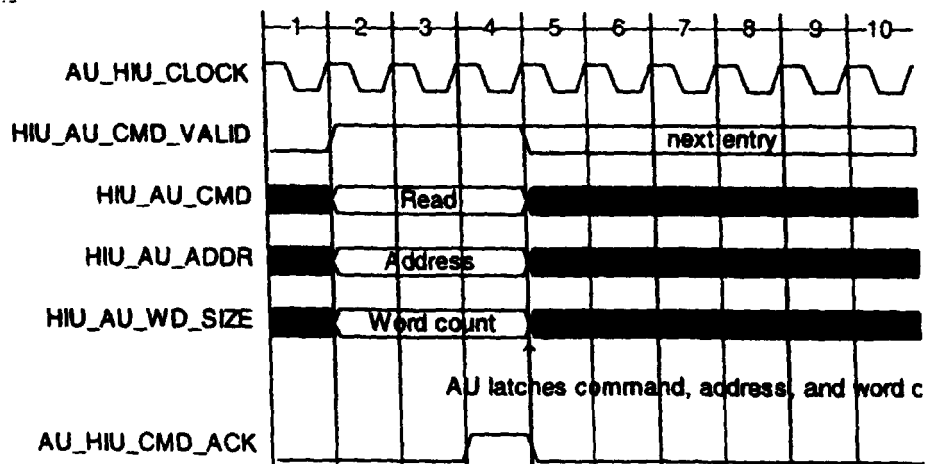 -1- -2- -3- -4- -5- -6- -7- -8- -9- -10-
AU_HIU_CLOCK
HIU_AU_CMD_VALID next entry
HIU_AU_CMD Read
HIU_AU_ADDR Address
HIU_AU_WD_SIZE Word count
AU latches command, address, and word c
AU_HIU_CMD_ACK